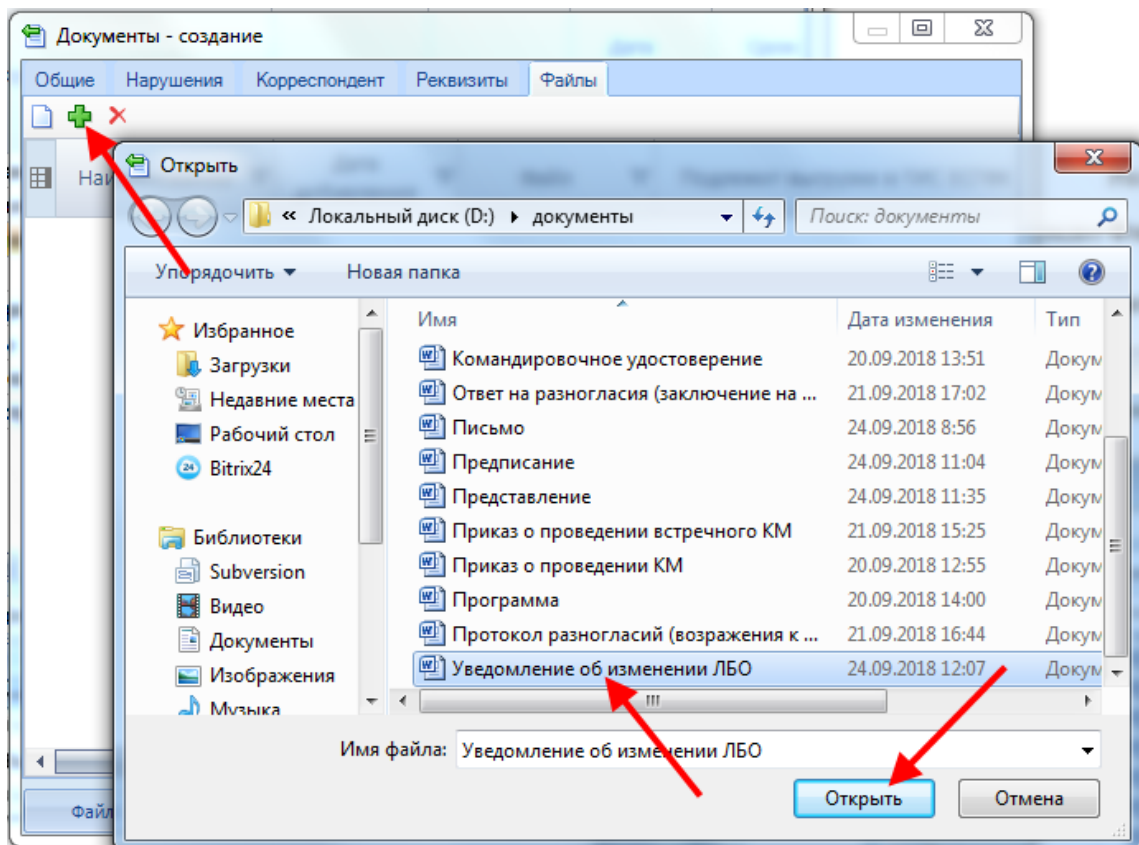 Документы - создание
Общие Нарушения Корреспондент Реквизиты Файлы
Открыть
Наи
« Локальный диск (D:) документы Поиск: документы
Упорядочить Новая папка
Избранное
Загрузки
Недавние места
Рабочий стол
24 Bitrix24
Библиотеки
Subversion
Видео
Документы
Изображения
Музыка
Имя Дата изменения Тип
Командировочное удостоверение 20.09.2018 13:51 Докум
Ответ на разногласия (заключение на ... 21.09.2018 17:02 Докум
Письмо 24.09.2018 8:56 Докум
Предписание 24.09.2018 11:04 Докум
Представление 24.09.2018 11:35 Докум
Приказ о проведении встречного КМ 21.09.2018 15:25 Докум
Приказ о проведении КМ 20.09.2018 12:55 Докум
Программа 20.09.2018 14:00 Докум
Протокол разногласий (возражения к ... 21.09.2018 16:44 Докум
Уведомление об изменении ЛБО 24.09.2018 12:07 Докум
Имя файла: Уведомление об изменении ЛБО
Открыть Отмена
Файл